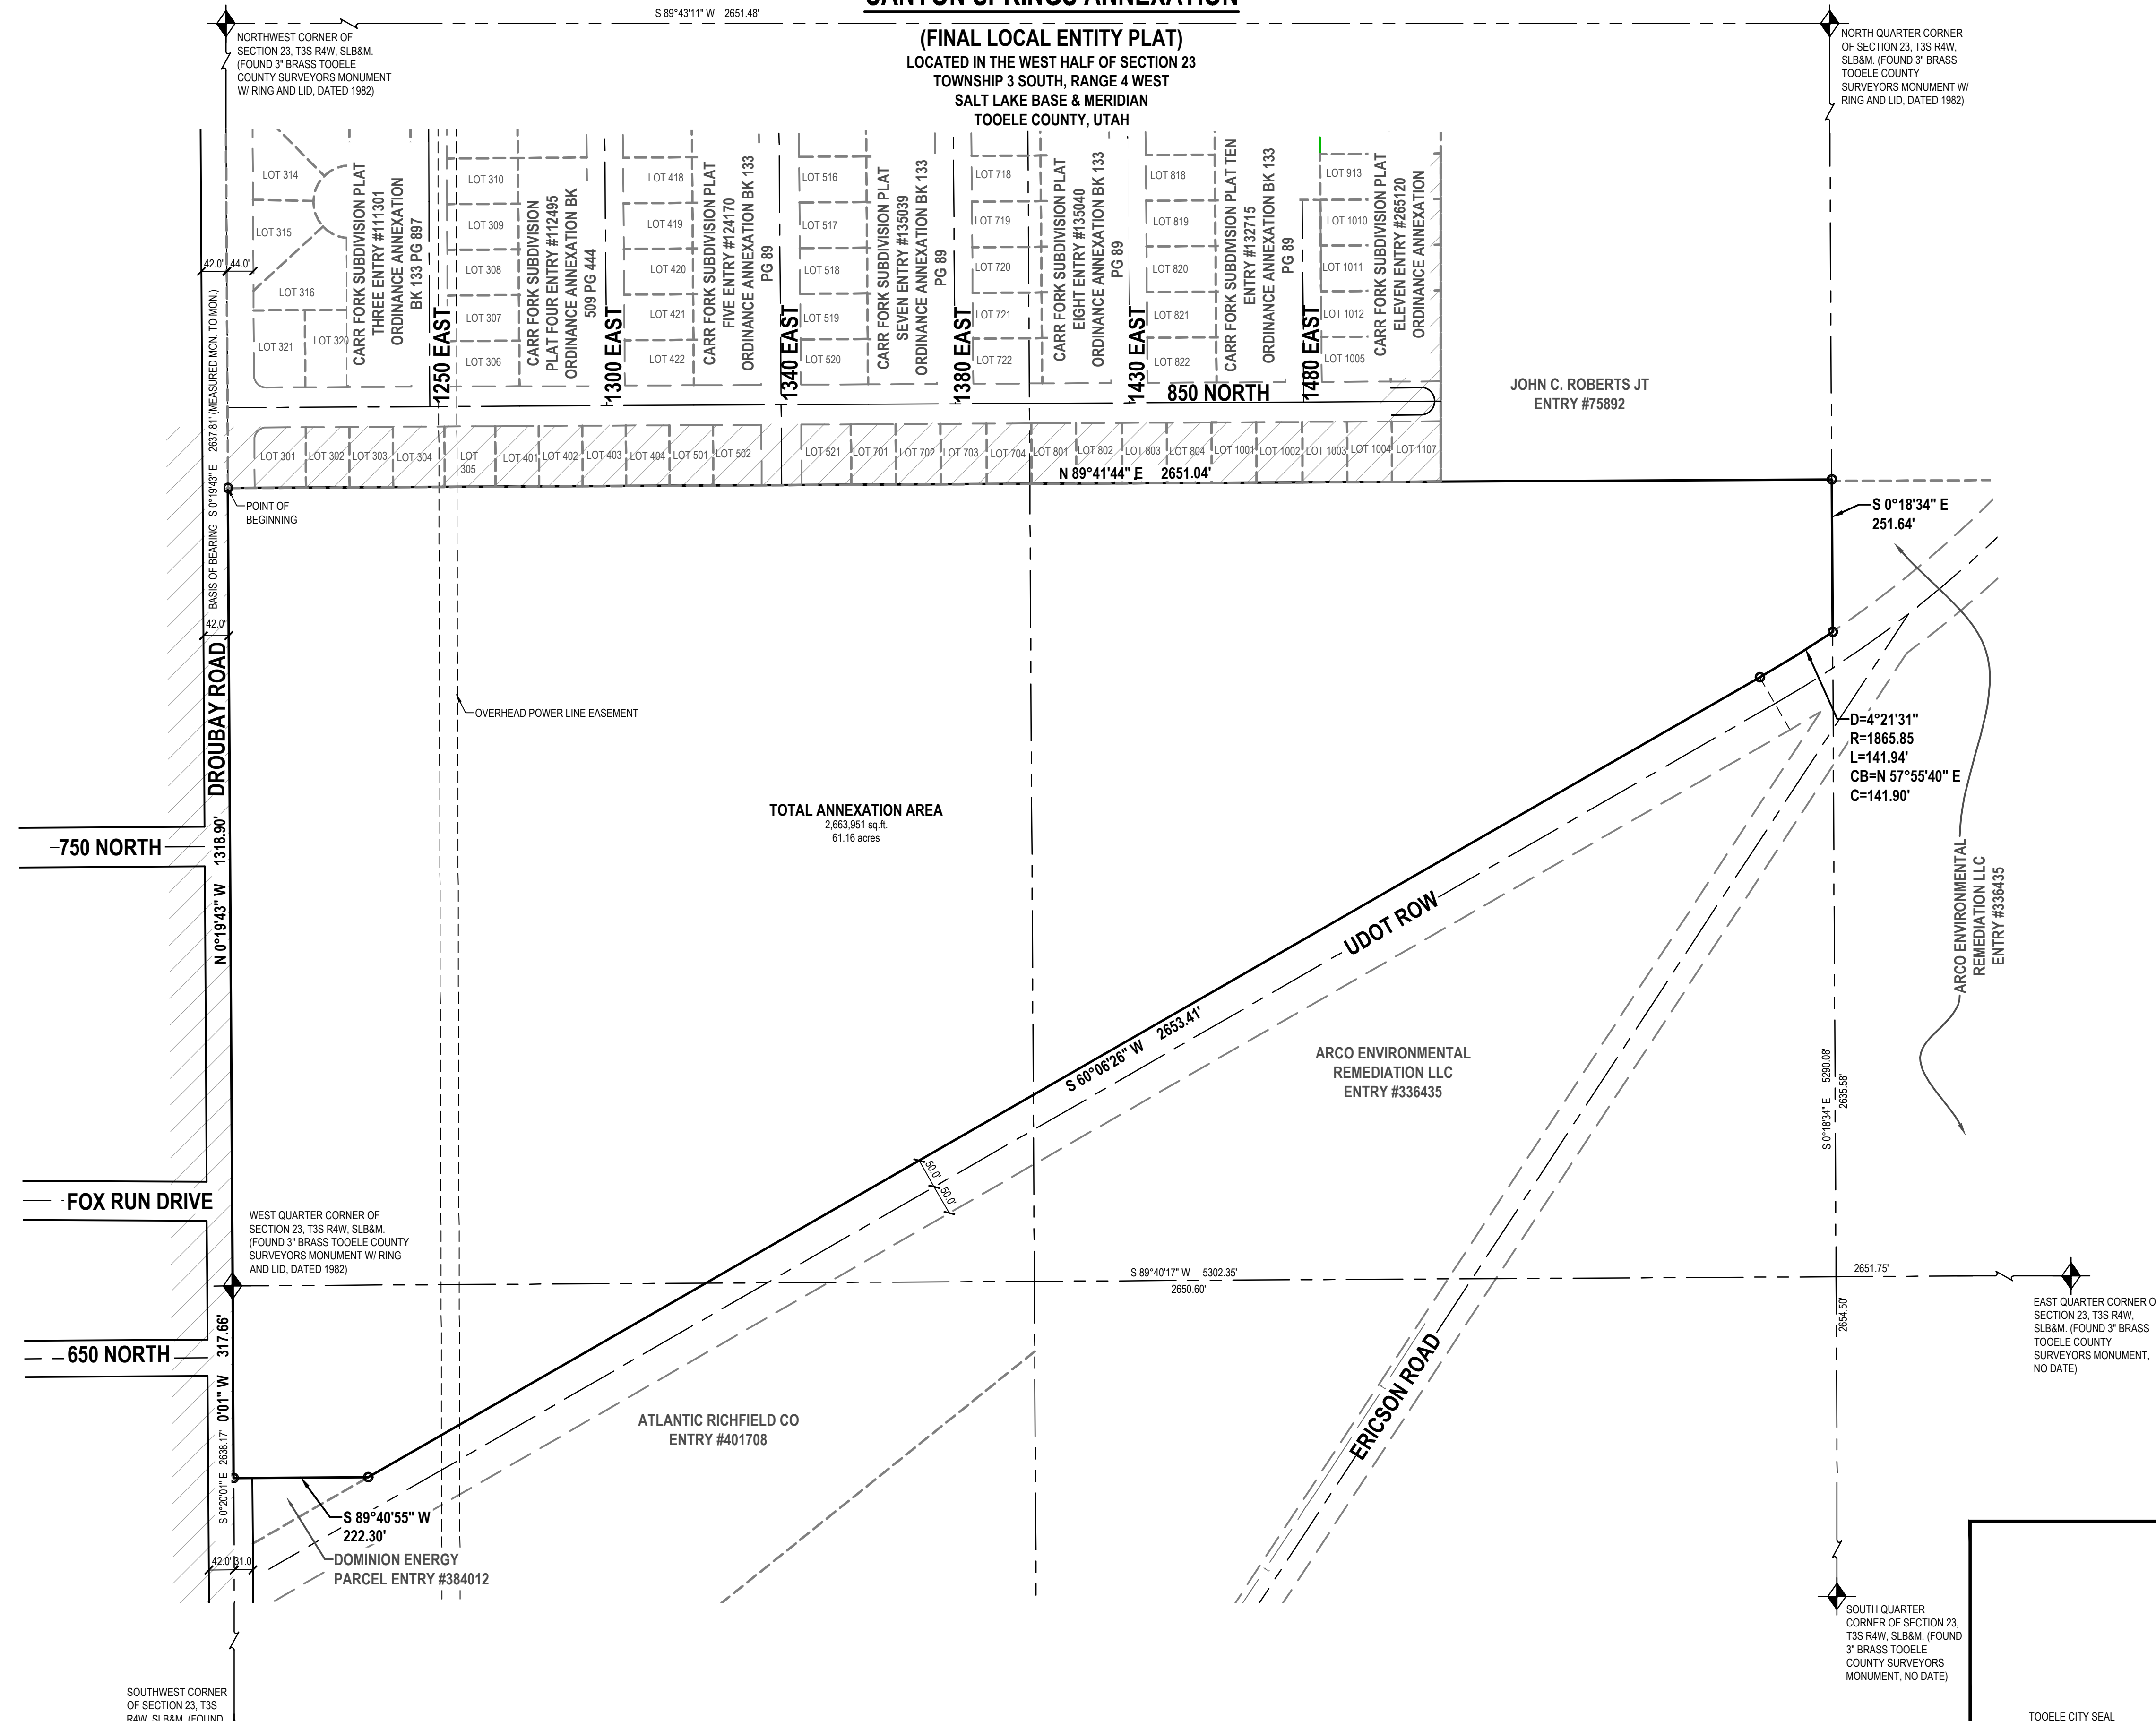 CANYON SPRINGS ANNEXATION
S 89°43'11" W 2651.48'
(FINAL LOCAL ENTITY PLAT)
LOCATED IN THE WEST HALF OF SECTION 23
TOWNSHIP 3 SOUTH, RANGE 4 WEST
SALT LAKE BASE & MERIDIAN
TOOELE COUNTY, UTAH
NORTHWEST CORNER OF
SECTION 23, T3S R4W, SLB&M.
(FOUND 3" BRASS TOOELE
COUNTY SURVEYORS MONUMENT
W/ RING AND LID, DATED 1982)
NORTH QUARTER CORNER
OF SECTION 23, T3S R4W,
SLB&M. (FOUND 3" BRASS
TOOELE COUNTY
SURVEYORS MONUMENT W/
RING AND LID, DATED 1982)
LOT 314
LOT 315
LOT 316
LOT 321
LOT 320
42.0'
44.0'
CARR FORK SUBDIVISION PLAT
THREE ENTRY #111301
ORDINANCE ANNEXATION
BK 133 PG 897
1250 EAST
LOT 310
LOT 309
LOT 308
LOT 307
LOT 306
CARR FORK SUBDIVISION
PLAT FOUR ENTRY #112495
ORDINANCE ANNEXATION BK
509 PG 444
1300 EAST
LOT 418
LOT 419
LOT 420
LOT 421
LOT 422
CARR FORK SUBDIVISION PLAT
FIVE ENTRY #124170
ORDINANCE ANNEXATION BK 133
PG 89
1340 EAST
LOT 516
LOT 517
LOT 518
LOT 519
LOT 520
CARR FORK SUBDIVISION PLAT
SEVEN ENTRY #135039
ORDINANCE ANNEXATION BK 133
PG 89
1380 EAST
LOT 718
LOT 719
LOT 720
LOT 721
LOT 722
CARR FORK SUBDIVISION PLAT
EIGHT ENTRY #135040
ORDINANCE ANNEXATION BK 133
PG 89
1430 EAST
LOT 818
LOT 819
LOT 820
LOT 821
LOT 822
CARR FORK SUBDIVISION PLAT TEN
ENTRY #132715
ORDINANCE ANNEXATION BK 133
PG 89
1480 EAST
LOT 913
LOT 1010
LOT 1011
LOT 1012
LOT 1005
CARR FORK SUBDIVISION PLAT
ELEVEN ENTRY #265120
ORDINANCE ANNEXATION
JOHN C. ROBERTS JT
ENTRY #75892
850 NORTH
LOT 301
LOT 302
LOT 303
LOT 304
LOT
305
LOT 401
LOT 402
LOT 403
LOT 404
LOT 501
LOT 502
LOT 521
LOT 701
LOT 702
LOT 703
LOT 704
LOT 801
LOT 802
LOT 803
LOT 804
LOT 1001
LOT 1002
LOT 1003
LOT 1004
LOT 1107
N 89°41'44" E 2651.04'
BASIS OF BEARING S 0°19'43" E 2637.81' (MEASURED MON. TO MON.)
POINT OF
BEGINNING
S 0°18'34" E
251.64'
42.0'
DROUBAY ROAD
N 0°19'43" W 1318.90'
OVERHEAD POWER LINE EASEMENT
D=4°21'31"
R=1865.85
L=141.94'
CB=N 57°55'40" E
C=141.90'
TOTAL ANNEXATION AREA
2,663,951 sq.ft.
61.16 acres
750 NORTH
UDOT ROW
ARCO ENVIRONMENTAL
REMEDIATION LLC
ENTRY #336435
S 60°06'26" W 2653.41'
ARCO ENVIRONMENTAL
REMEDIATION LLC
ENTRY #336435
S 0°18'34" E 5290.08'
2635.58'
50.0'
50.0'
FOX RUN DRIVE
WEST QUARTER CORNER OF
SECTION 23, T3S R4W, SLB&M.
(FOUND 3" BRASS TOOELE COUNTY
SURVEYORS MONUMENT W/ RING
AND LID, DATED 1982)
S 89°40'17" W 5302.35'
2650.60'
2651.75'
2654.50'
EAST QUARTER CORNER O
SECTION 23, T3S R4W,
SLB&M. (FOUND 3" BRASS
TOOELE COUNTY
SURVEYORS MONUMENT,
NO DATE)
650 NORTH
0'01" W 317.66'
S 0°20'01" E 2638.17'
ERICSON ROAD
ATLANTIC RICHFIELD CO
ENTRY #401708
S 89°40'55" W
222.30'
42.0'
31.0
DOMINION ENERGY
PARCEL ENTRY #384012
SOUTH QUARTER
CORNER OF SECTION 23,
T3S R4W, SLB&M. (FOUND
3" BRASS TOOELE
COUNTY SURVEYORS
MONUMENT, NO DATE)
SOUTHWEST CORNER
OF SECTION 23, T3S
R4W, SLB&M. (FOUND
TOOELE CITY SEAL